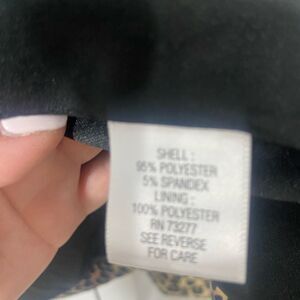 SHELL :
95% POLYESTER
5% SPANDEX
LINING :
100% POLYESTER
RN 73277
SEE REVERSE
FOR CARE